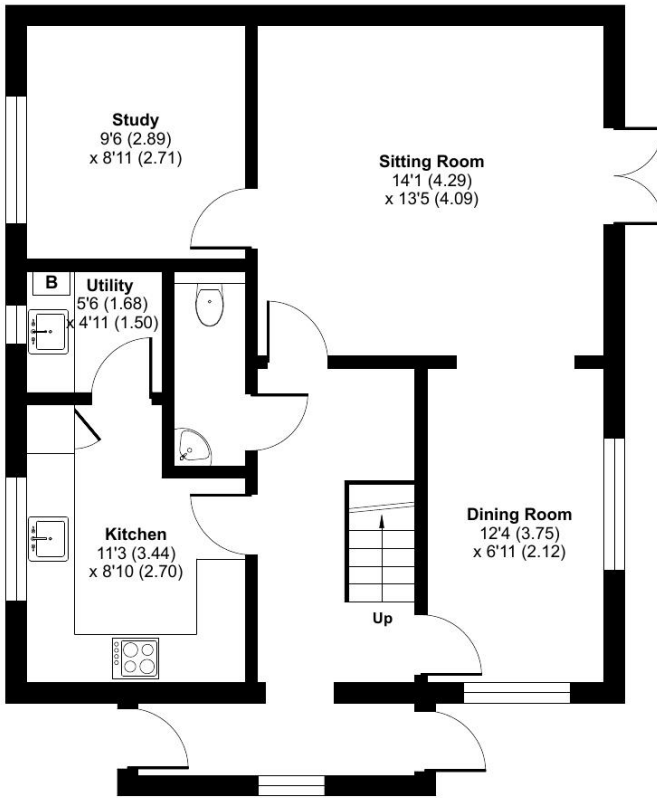 Study
9'6 (2.89)
x 8'11 (2.71)
Sitting Room
14'1 (4.29)
x 13'5 (4.09)
B
Utility
5'6 (1.68)
x 4'11 (1.50)
Kitchen
11'3 (3.44)
x 8'10 (2.70)
Dining Room
12'4 (3.75)
x 6'11 (2.12)
Up